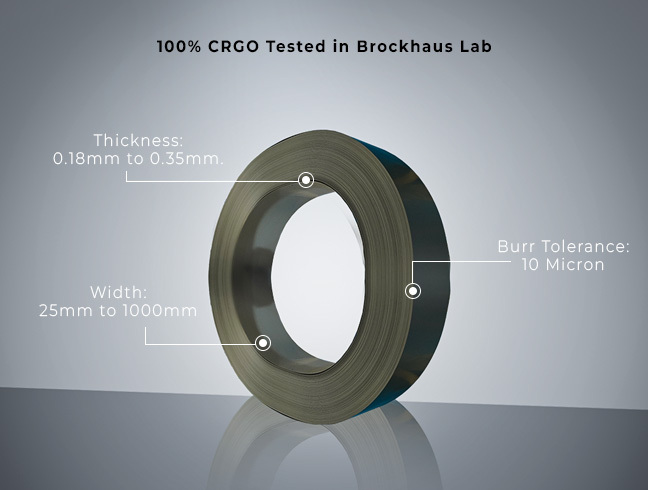 100% CRGO Tested in Brockhaus Lab
Thickness:
0.18mm to 0.35mm.
Burr Tolerance:
10 Micron
Width:
25mm to 1000mm